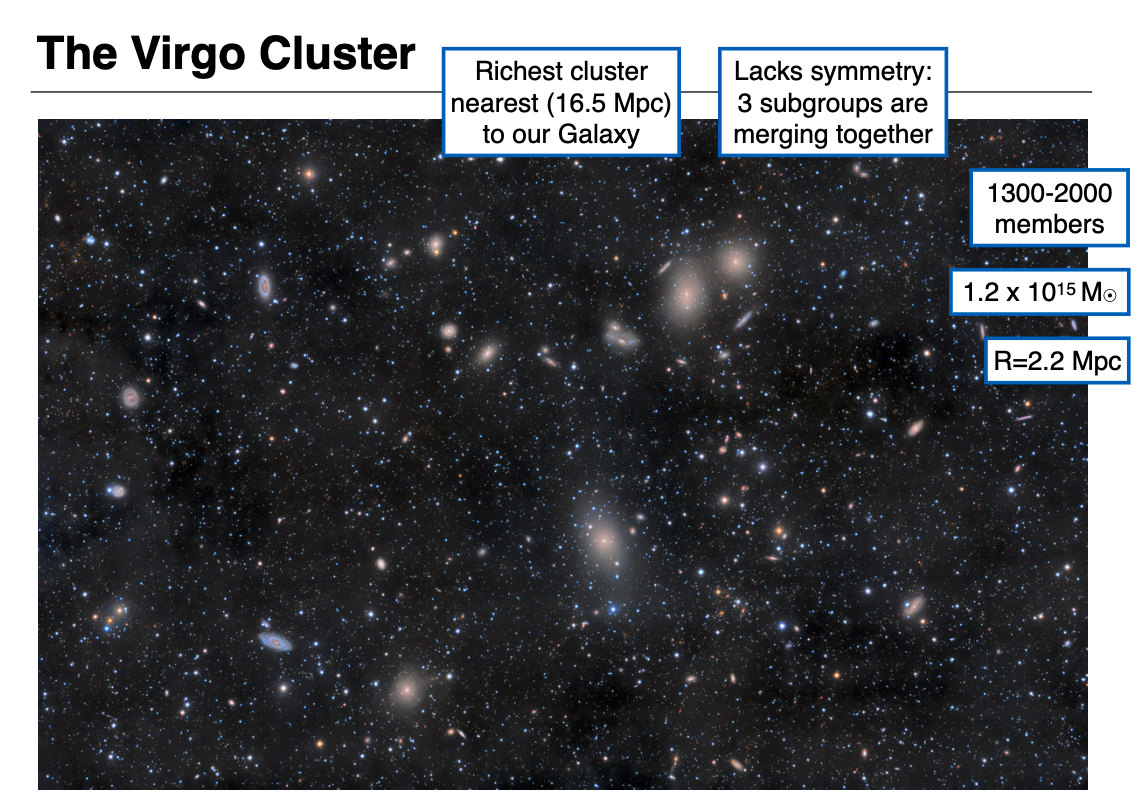 The Virgo Cluster
Richest cluster
nearest (16.5 Mpc)
to our Galaxy
Lacks symmetry:
3 subgroups are
merging together
1300-2000
members
1.2 x 10¹⁵ M☉
R=2.2 Mpc